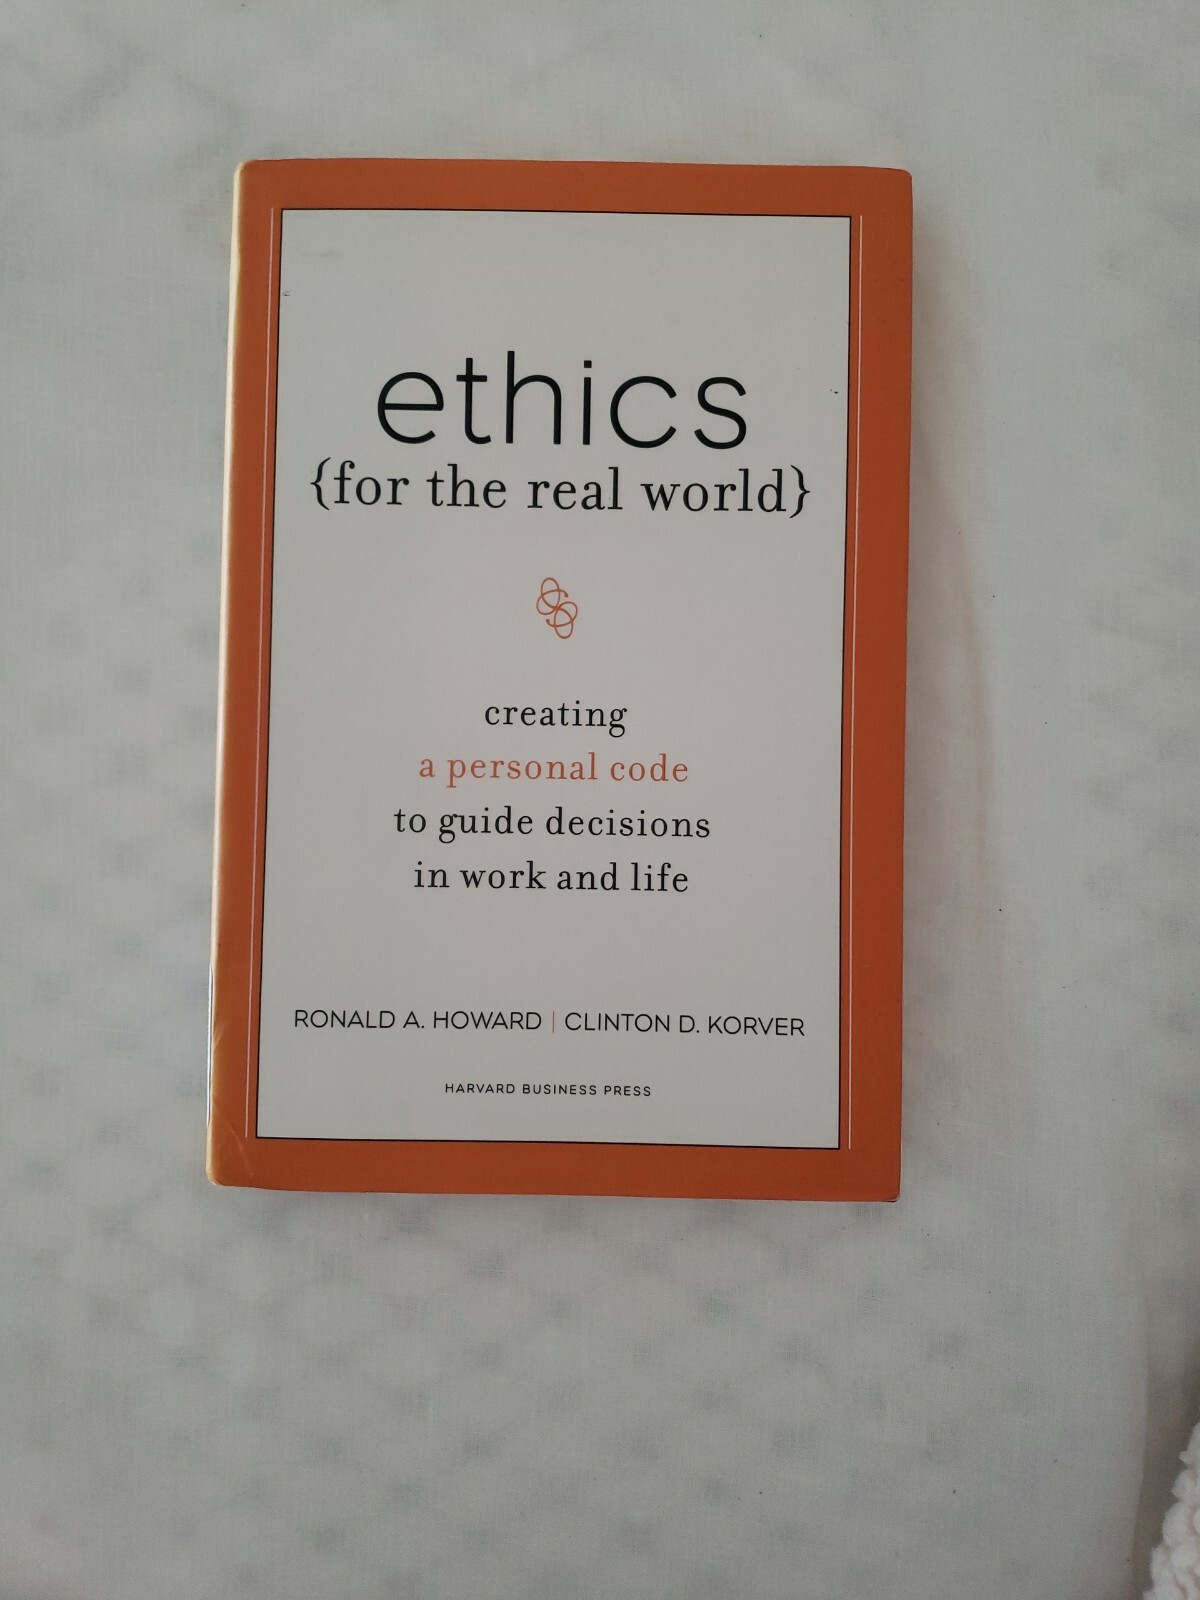 ethics
{for the real world}
creating
a personal code
to guide decisions
in work and life
RONALD A. HOWARD | CLINTON D. KORVER
HARVARD BUSINESS PRESS